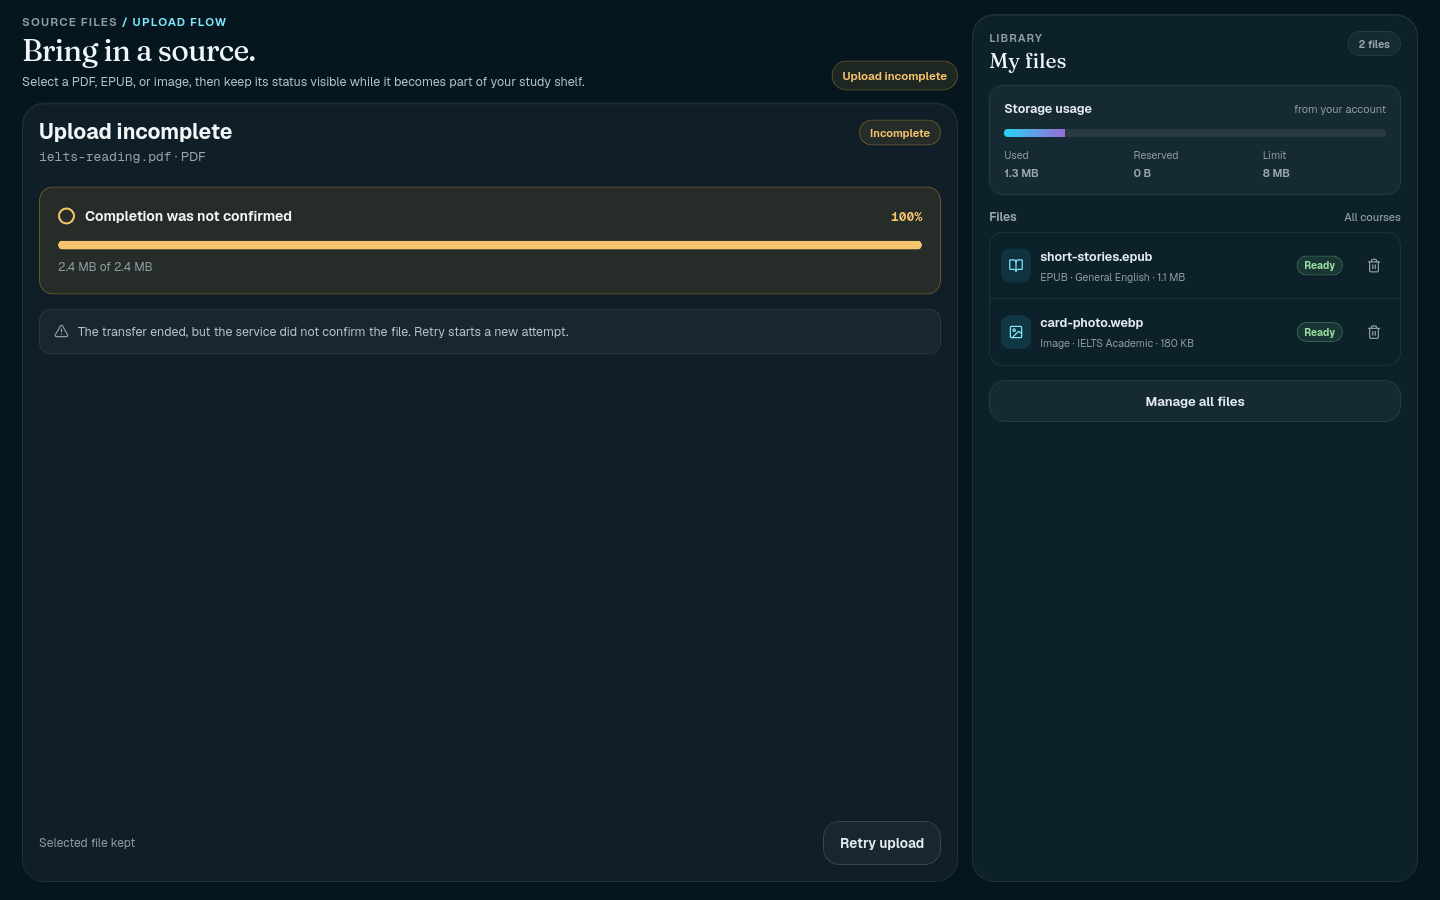 SOURCE FILES / UPLOAD FLOW
Bring in a source.
Select a PDF, EPUB, or image, then keep its status visible while it becomes part of your study shelf.
Upload incomplete
Upload incomplete
Incomplete
ielts-reading.pdf · PDF
Completion was not confirmed
100%
2.4 MB of 2.4 MB
The transfer ended, but the service did not confirm the file. Retry starts a new attempt.
Selected file kept
Retry upload
LIBRARY
My files
2 files
Storage usage
from your account
Used
Reserved
Limit
1.3 MB
0 B
8 MB
Files
All courses
short-stories.epub
EPUB · General English · 1.1 MB
Ready
card-photo.webp
Image · IELTS Academic · 180 KB
Ready
Manage all files